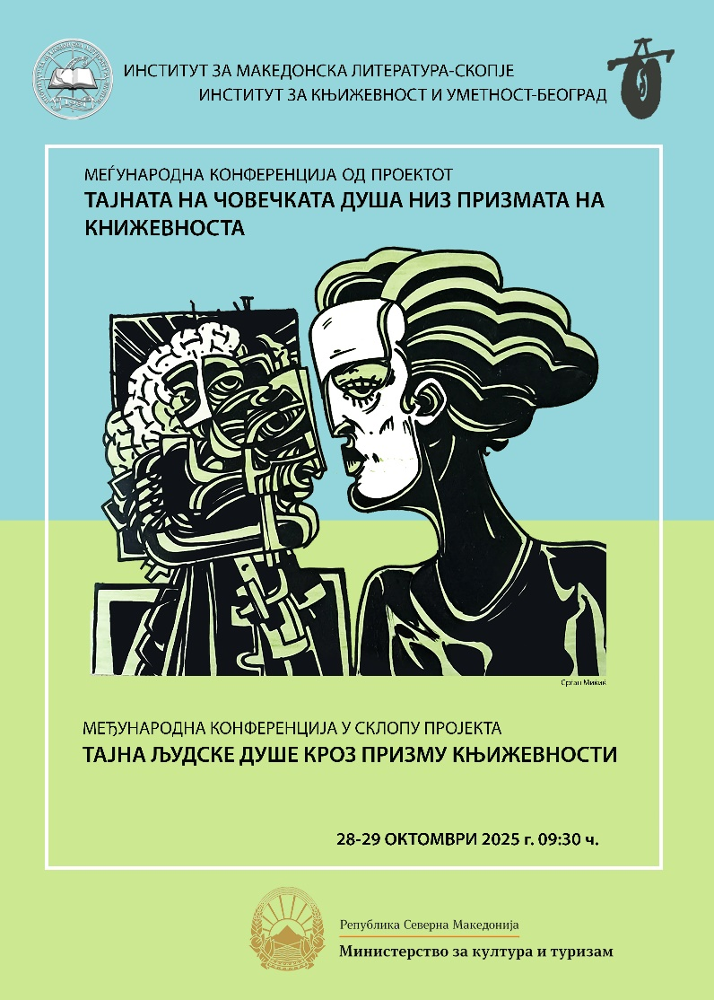 ИНСТИТУТ ЗА МАКЕДОНСКА ЛИТЕРАТУРА-СКОПЈЕ
ИНСТИТУТ ЗА КЊИЖЕВНОСТ И УМЕТНОСТ-БЕОГРАД
МЕЃУНАРОДНА КОНФЕРЕНЦИЈА ОД ПРОЕКТОТ
ТАЈНАТА НА ЧОВЕЧКАТА ДУША НИЗ ПРИЗМАТА НА
КНИЖЕВНОСТА
Срган Микиќ
МЕЂУНАРОДНА КОНФЕРЕНЦИЈА У СКЛОПУ ПРОЈЕКТА
ТАЈНА ЉУДСКЕ ДУШЕ КРОЗ ПРИЗМУ КЊИЖЕВНОСТИ
28-29 ОКТОМВРИ 2025 г. 09:30 ч.
Република Северна Македонија
Министерство за култура и туризам